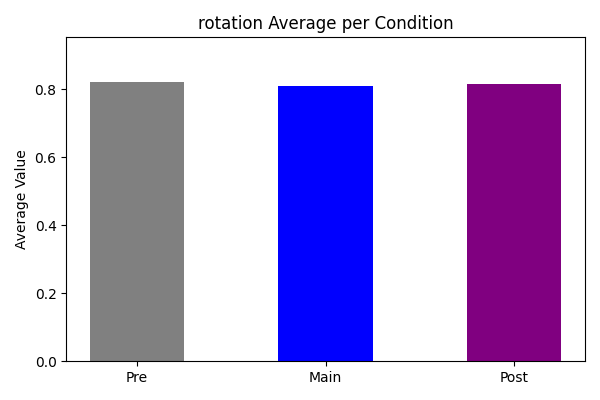 rotation Average per Condition
Average Value
0.8
0.6
0.4
0.2
0.0
Pre
Main
Post